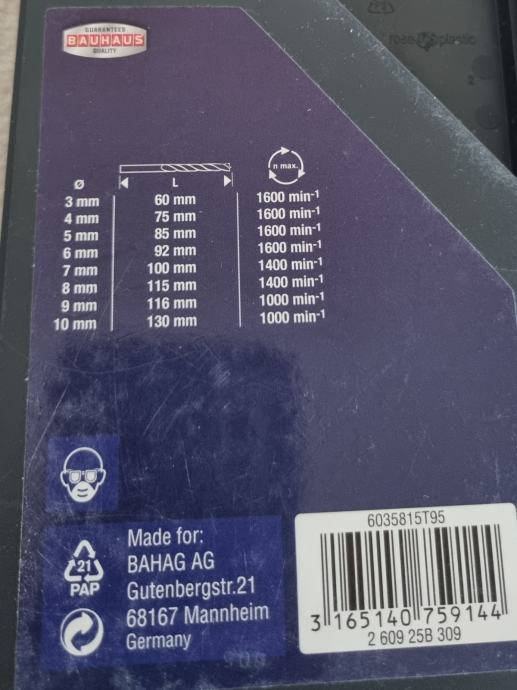 GUARANTEED
BAUHAUS
QUALITY
rose plastic
2
n max.
ø L
3 mm 60 mm 1600 min-1
4 mm 75 mm 1600 min-1
5 mm 85 mm 1600 min-1
6 mm 92 mm 1600 min-1
7 mm 100 mm 1400 min-1
8 mm 115 mm 1400 min-1
9 mm 116 mm 1000 min-1
10 mm 130 mm 1000 min-1
21
PAP
Made for:
BAHAG AG
Gutenbergstr.21
68167 Mannheim
Germany
6035815T95
3 165140 759144
2 609 25B 309